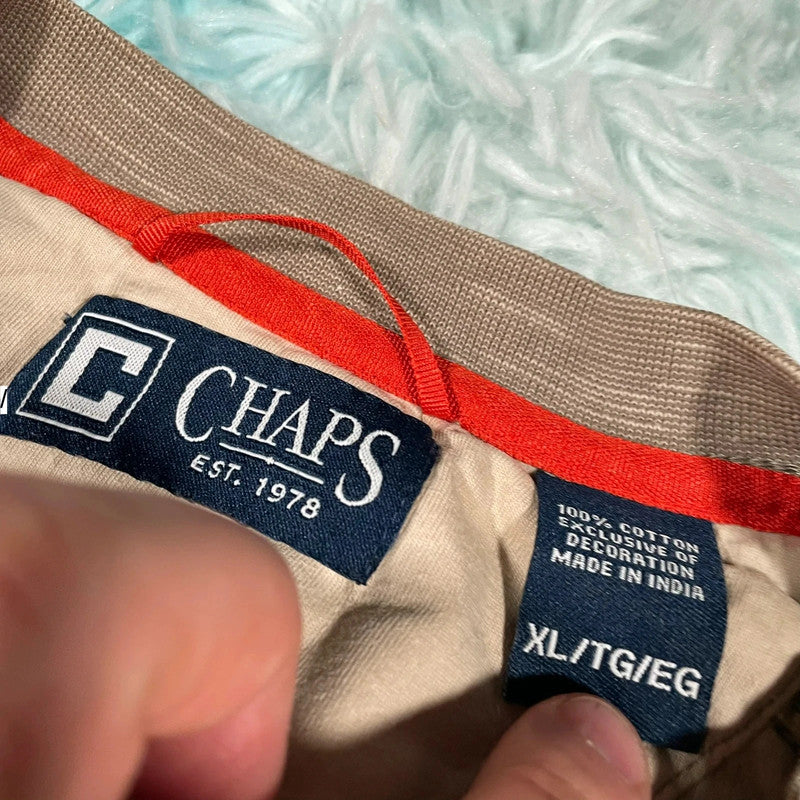 C
CHAPS
EST. 1978
100% COTTON
EXCLUSIVE OF
DECORATION
MADE IN INDIA
XL/TG/EG